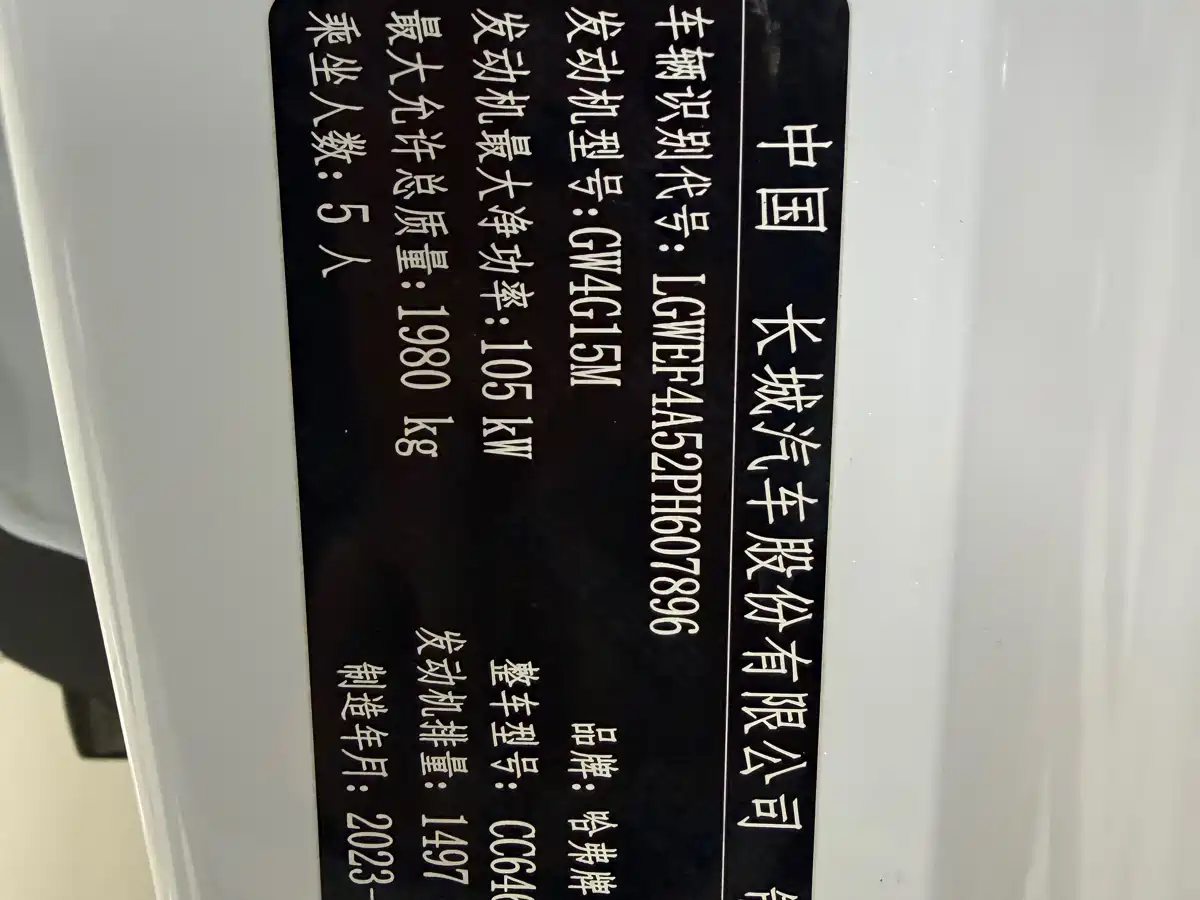 中国 长城汽车股份有限公司
车辆识别代号: LGWEF4A52PH607896
发动机型号:GW4G15M 品牌: 哈弗牌
发动机最大净功率:105kW 整车型号: CC646
最大允许总质量:1980 kg 发动机排量: 1497
乘坐人数: 5 人 制造年月: 2023-